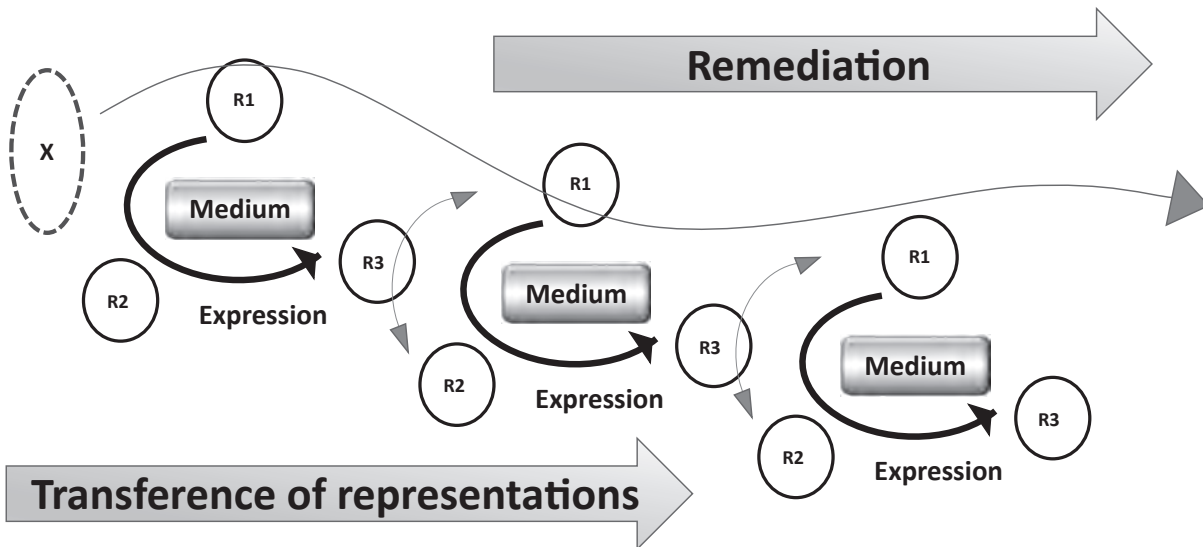 Remediation
X
R1
Medium
R2
R3
Expression
R1
Medium
R2
R3
Expression
R1
Medium
R2
R3
Expression
Transference of representations